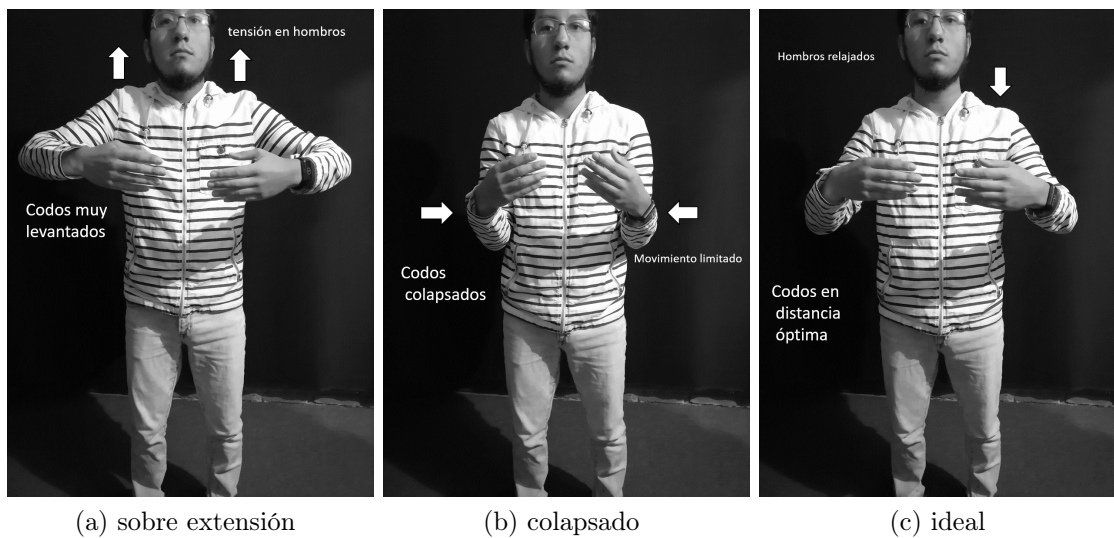 tensión en hombros
Codos muy
levantados
(a) sobre extensión
Codos
colapsados
Movimiento limitado
(b) colapsado
Hombros relajados
Codos en
distancia
óptima
(c) ideal